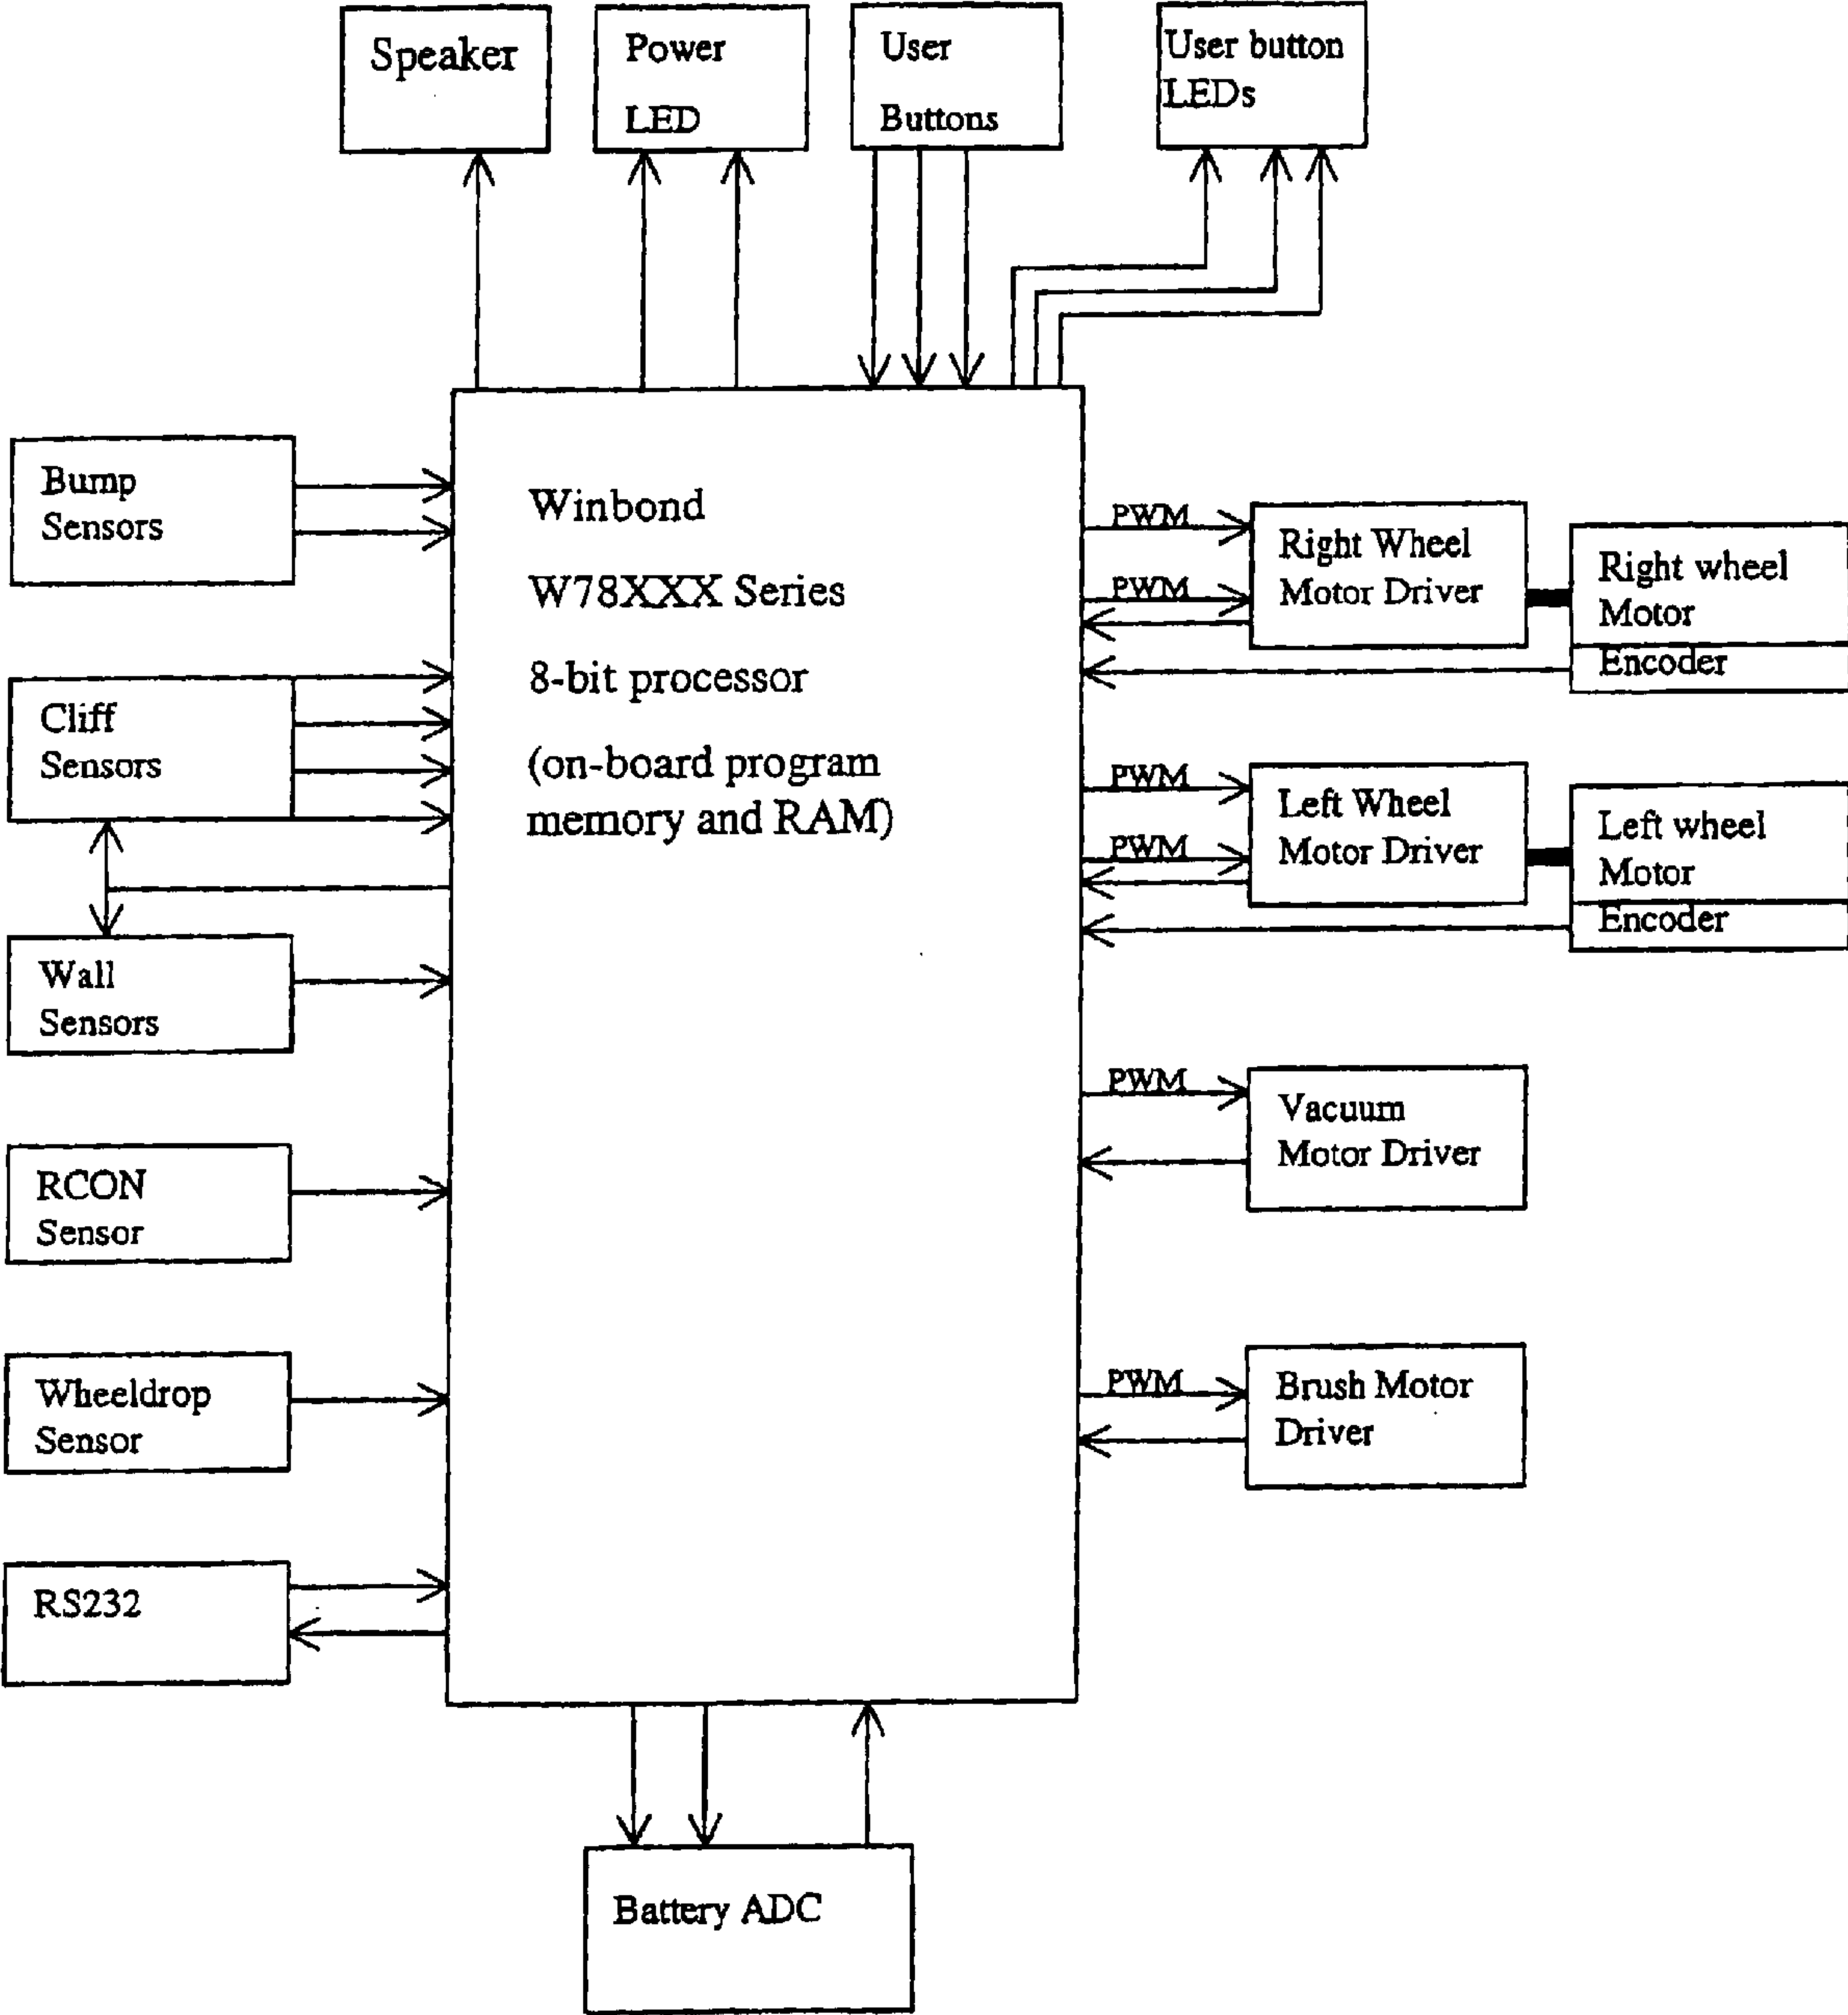 Speaker
Power
LED
User
Buttons
User button
LEDs
Bump
Sensors
Cliff
Sensors
Wall
Sensors
RCON
Sensor
Wheeldrop
Sensor
RS232
Winbond
W78XXX Series
8-bit processor
(on-board program
memory and RAM)
PWM
PWM
Right Wheel
Motor Driver
Right wheel
Motor
Encoder
PWM
PWM
Left Wheel
Motor Driver
Left wheel
Motor
Encoder
PWM
Vacuum
Motor Driver
PWM
Brush Motor
Driver
Battery ADC